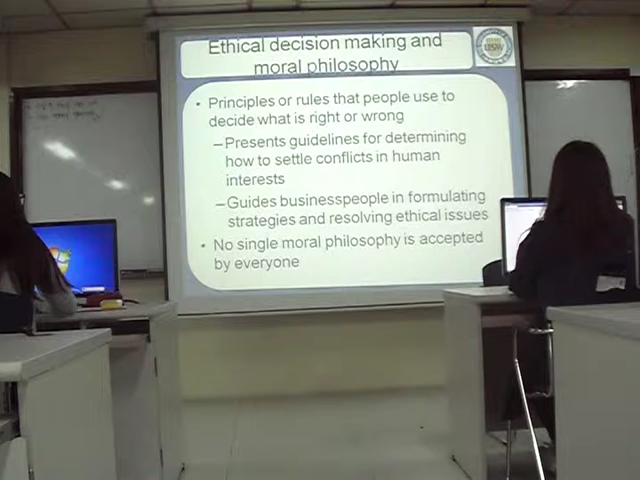 Ethical decision making and
moral philosophy
• Principles or rules that people use to
decide what is right or wrong
–Presents guidelines for determining
how to settle conflicts in human
interests
–Guides businesspeople in formulating
strategies and resolving ethical issues
• No single moral philosophy is accepted
by everyone